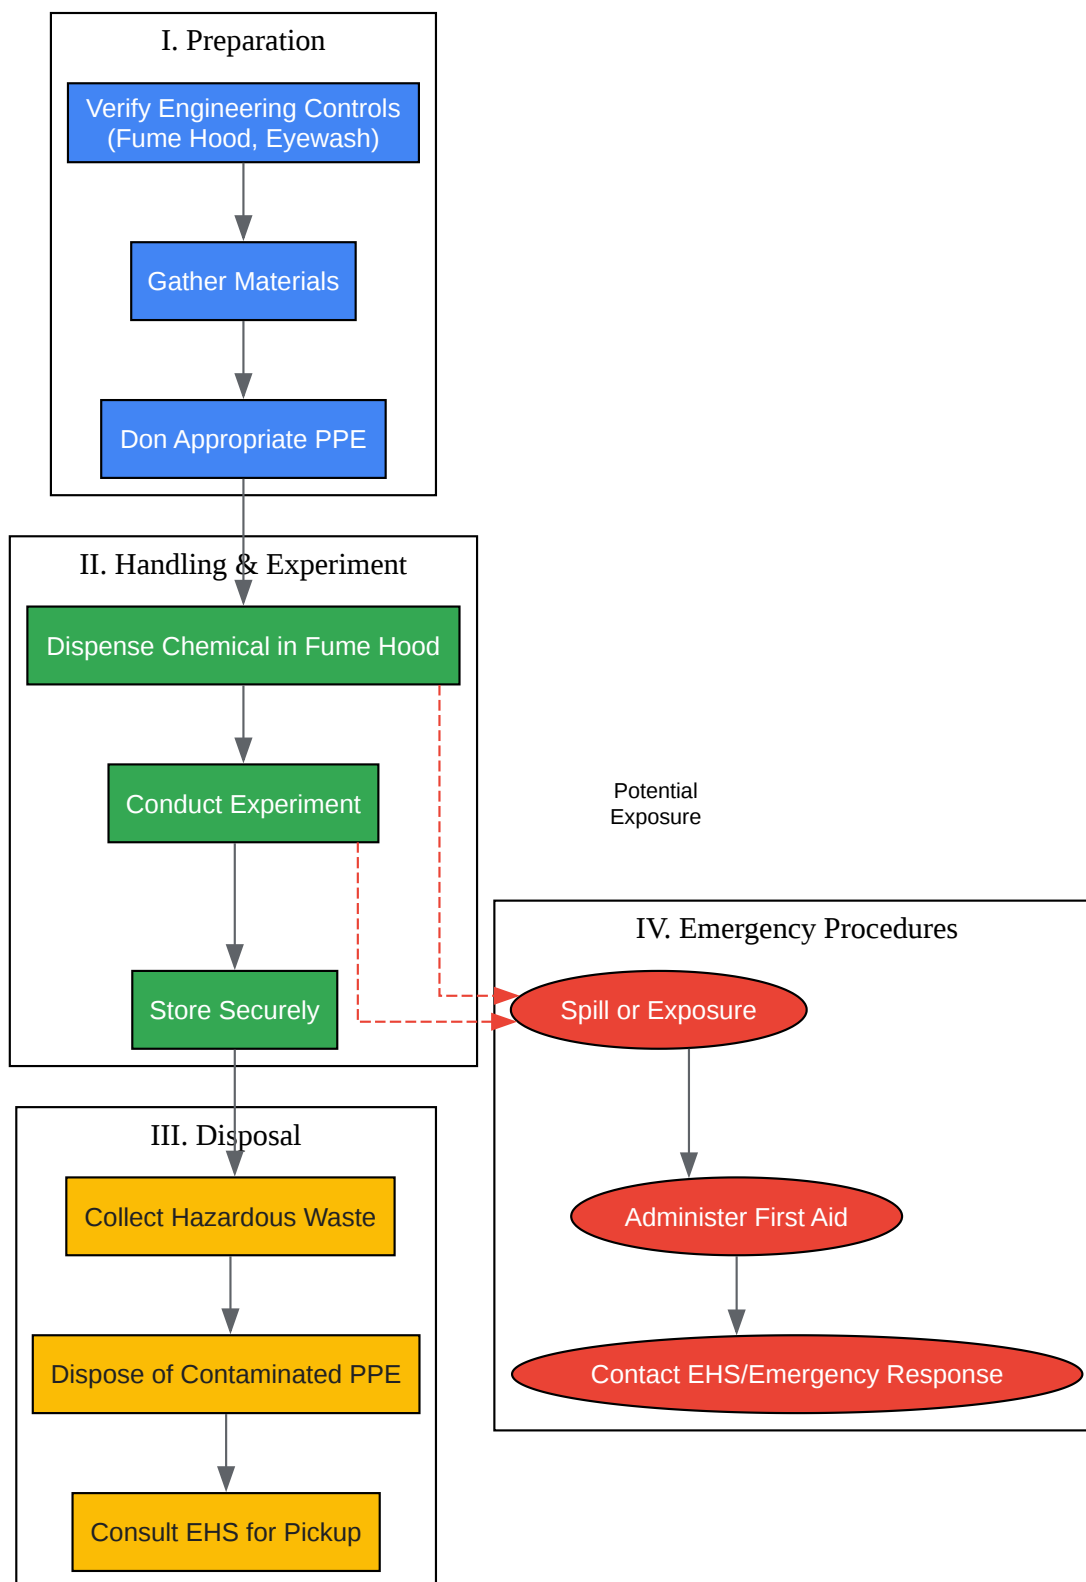 I. Preparation
Verify Engineering Controls
(Fume Hood, Eyewash)
Gather Materials
Don Appropriate PPE
II. Handling & Experiment
Dispense Chemical in Fume Hood
Conduct Experiment
Store Securely
Potential
Exposure
IV. Emergency Procedures
Spill or Exposure
Administer First Aid
Contact EHS/Emergency Response
III. Disposal
Collect Hazardous Waste
Dispose of Contaminated PPE
Consult EHS for Pickup